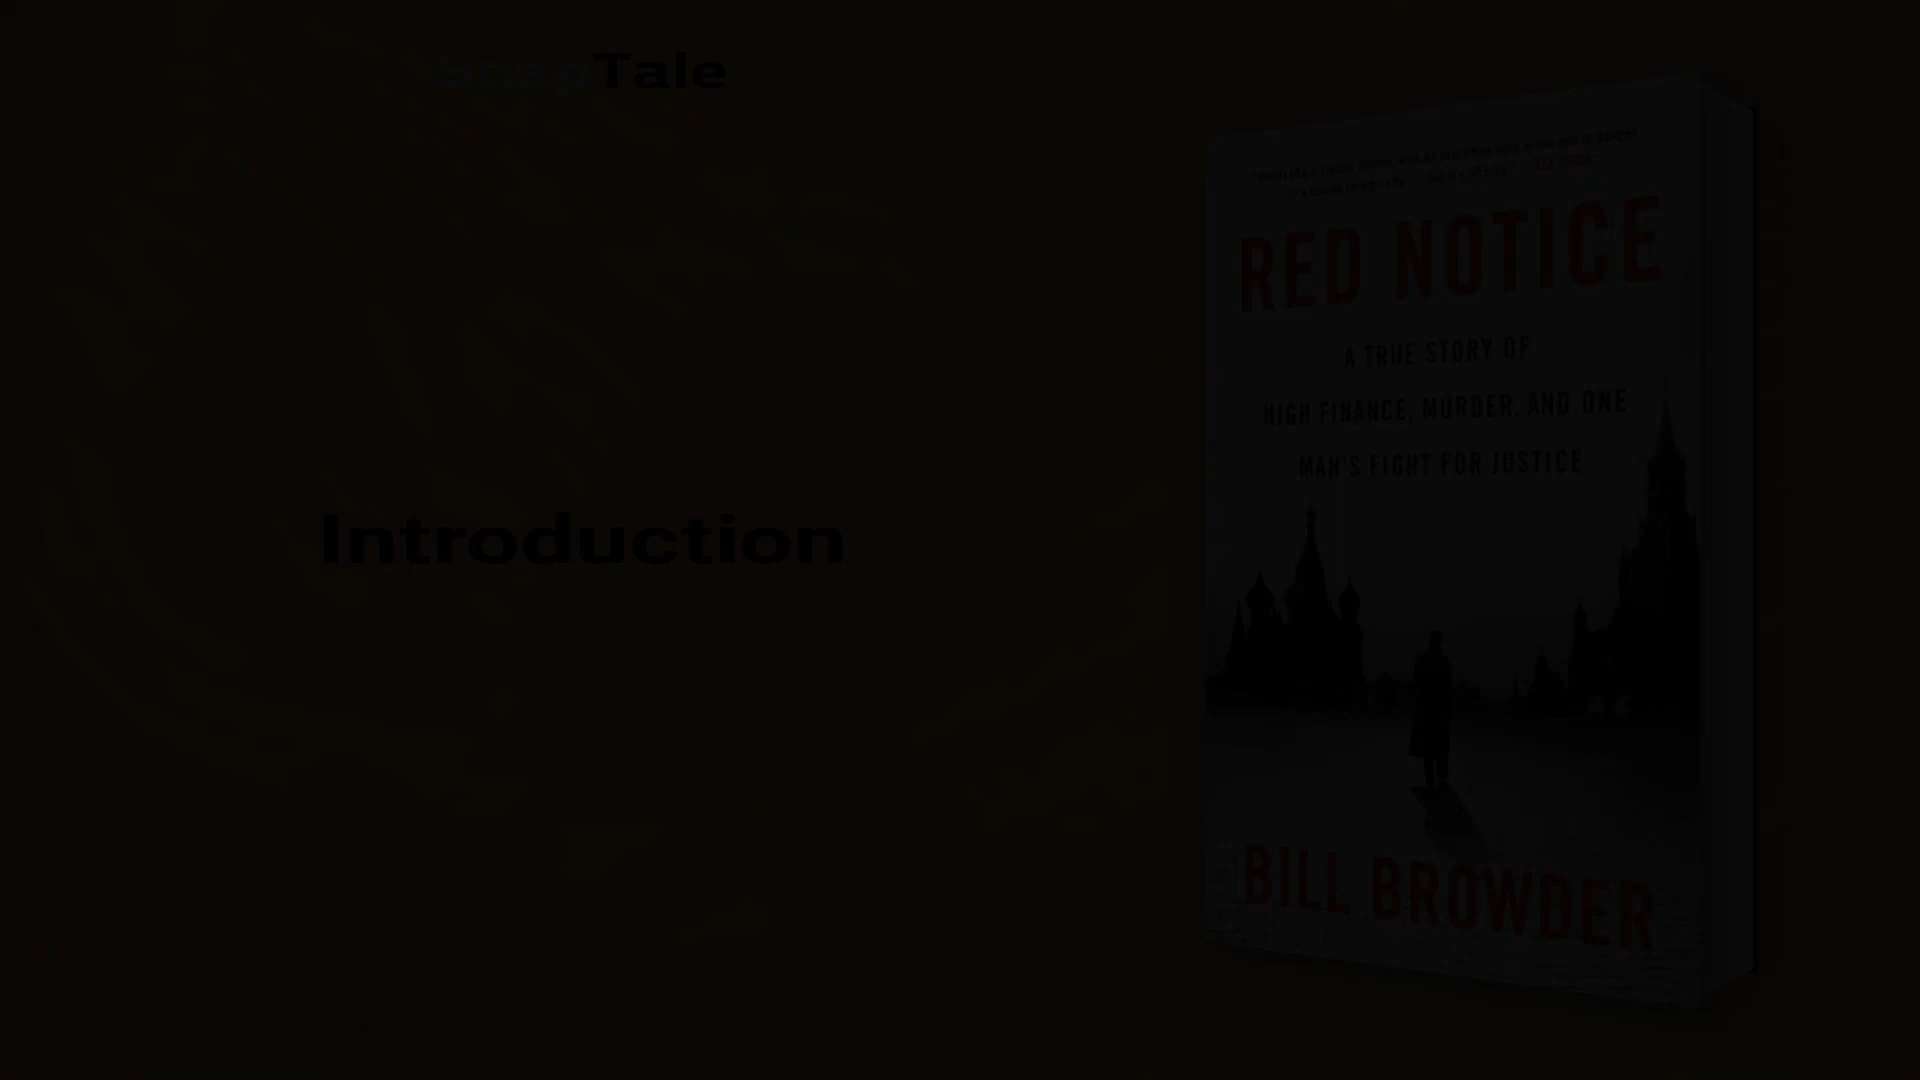 SnapTale
Introduction
RED NOTICE
A TRUE STORY OF
HIGH FINANCE, MURDER, AND ONE
MAN'S FIGHT FOR JUSTICE
BILL BROWDER